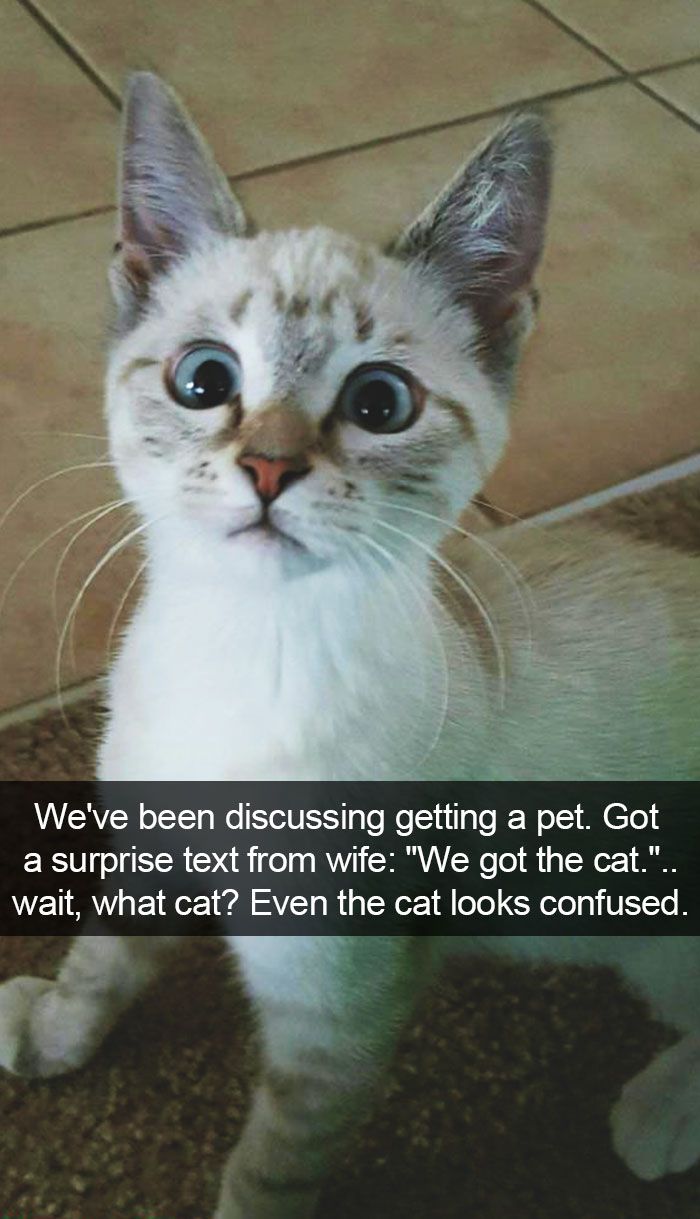 We've been discussing getting a pet. Got
a surprise text from wife: "We got the cat."..
wait, what cat? Even the cat looks confused.